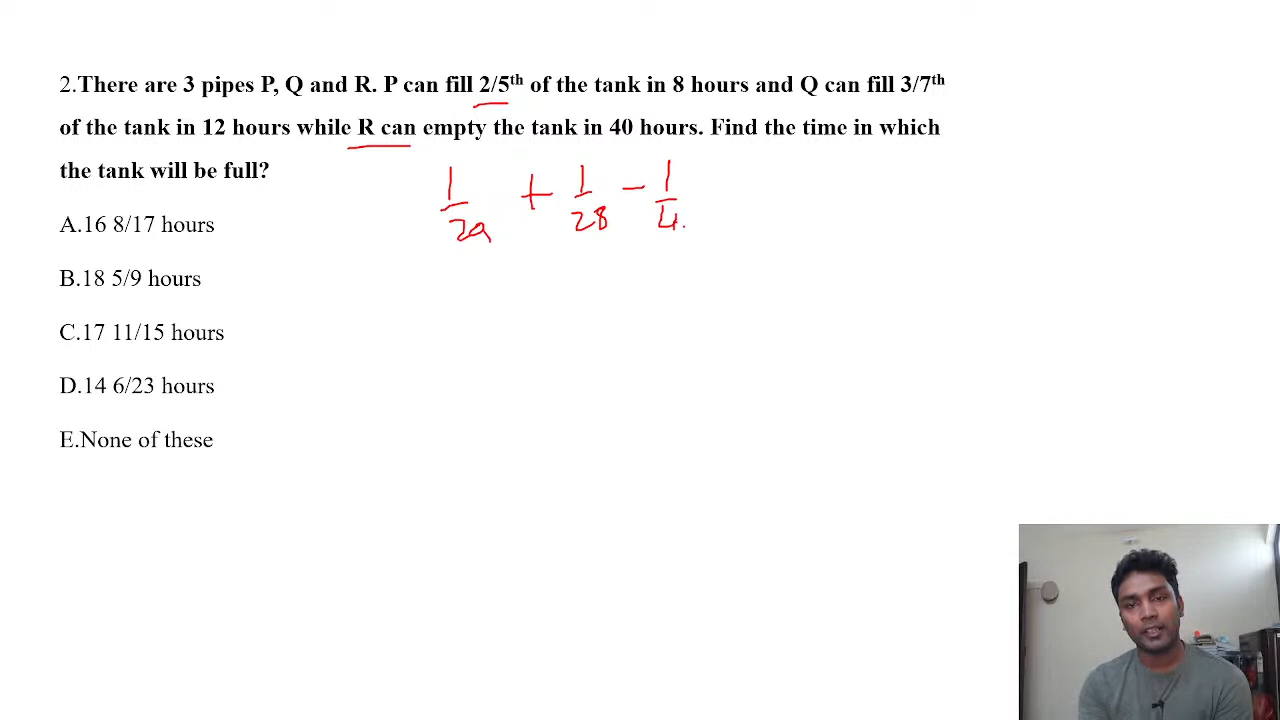 2.There are 3 pipes P, Q and R. P can fill 2/5th of the tank in 8 hours and Q can fill 3/7th
of the tank in 12 hours while R can empty the tank in 40 hours. Find the time in which
the tank will be full?
1/20 + 1/28 - 1/4
A.16 8/17 hours
B.18 5/9 hours
C.17 11/15 hours
D.14 6/23 hours
E.None of these